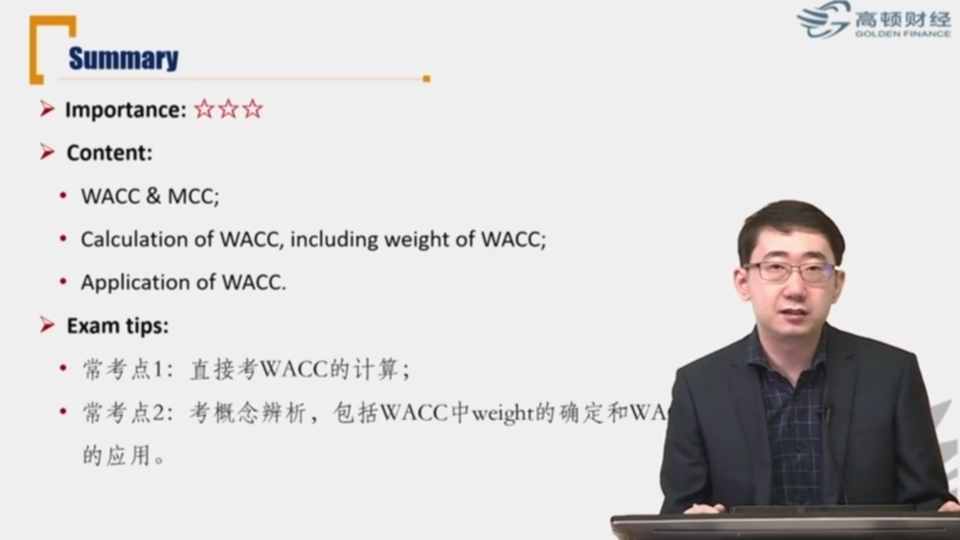 高顿财经
GOLDEN FINANCE
Summary
Importance: ☆☆☆
Content:
WACC & MCC;
Calculation of WACC, including weight of WACC;
Application of WACC.
Exam tips:
常考点1：直接考WACC的计算；
常考点2：考概念辨析，包括WACC中weight的确定和
的应用。